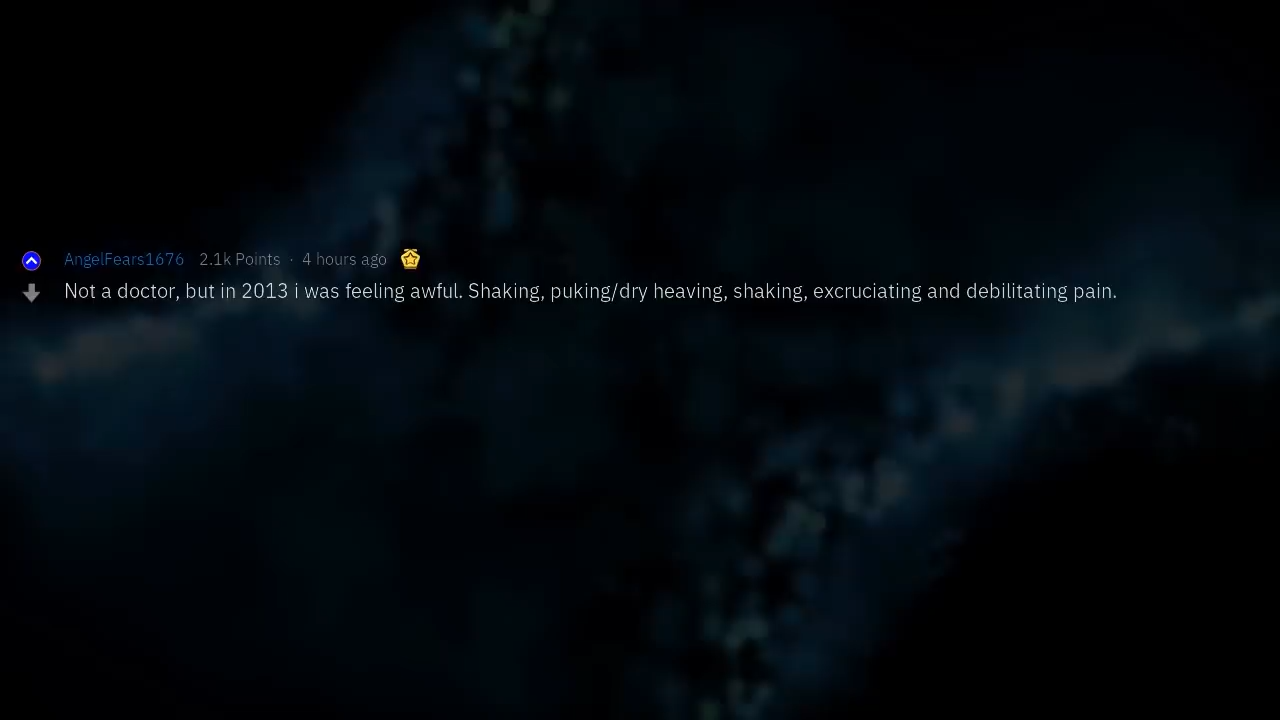 AngelFears1676 2.1k Points · 4 hours ago
Not a doctor, but in 2013 i was feeling awful. Shaking, puking/dry heaving, shaking, excruciating and debilitating pain.